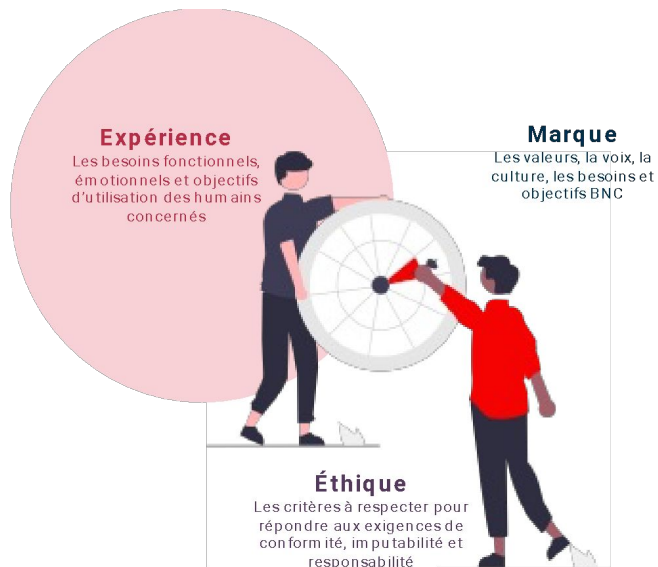 Expérience
Les besoins fonctionnels,
émotionnels et objectifs
d'utilisation des humains
concernés
Marque
Les valeurs, la voix, la
culture, les besoins et
objectifs BNC
Éthique
Les critères à respecter pour
répondre aux exigences de
conformité, imputabilité et
responsabilité